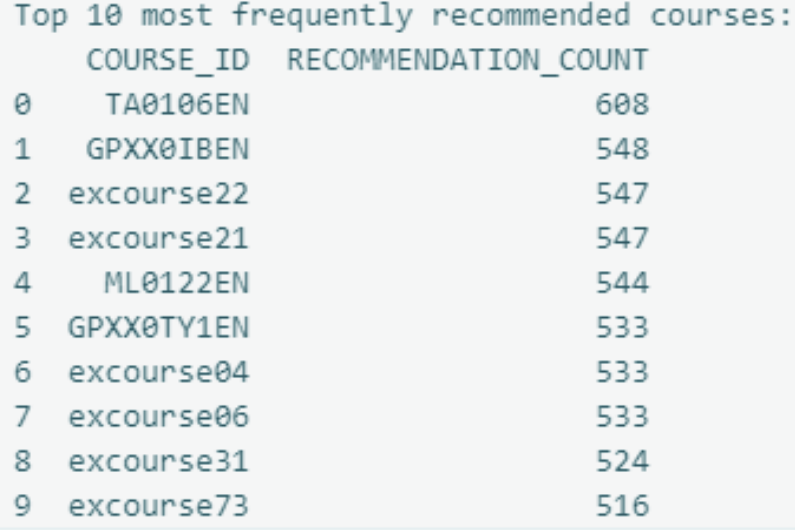 Top 10 most frequently recommended courses:
COURSE_ID RECOMMENDATION_COUNT
0 TA0106EN 608
1 GPXX0IBEN 548
2 excourse22 547
3 excourse21 547
4 ML0122EN 544
5 GPXX0TY1EN 533
6 excourse04 533
7 excourse06 533
8 excourse31 524
9 excourse73 516